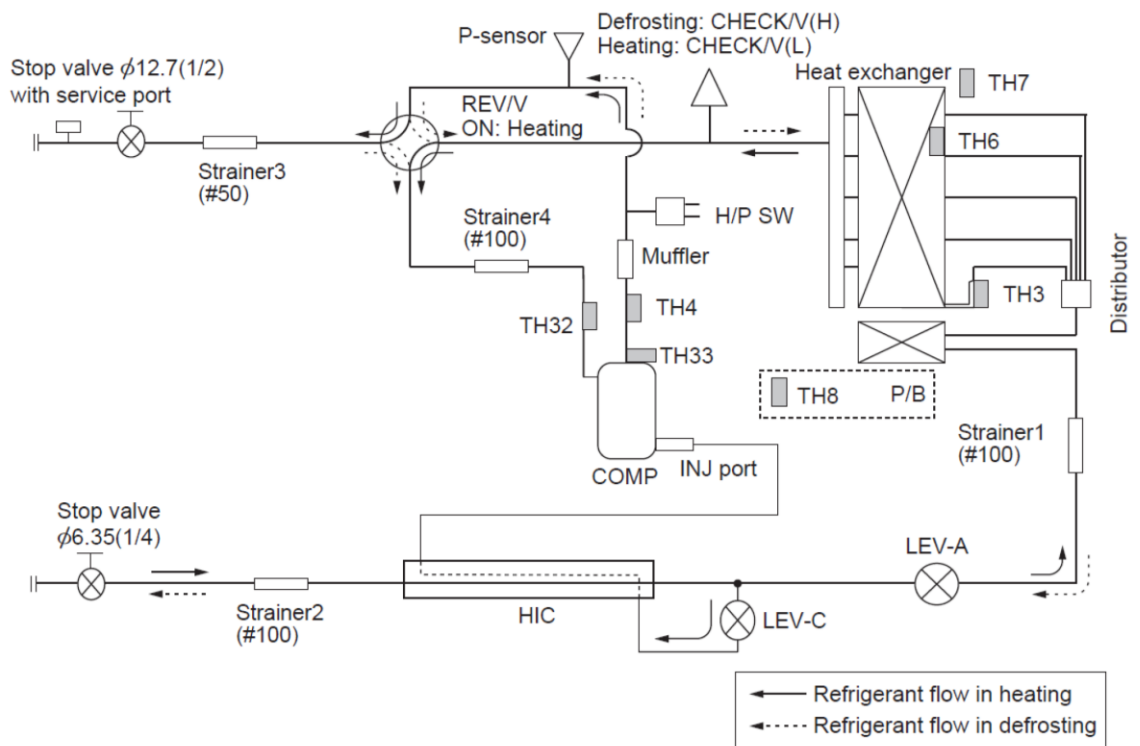 Defrosting: CHECK/V(H)
Heating: CHECK/V(L)
P-sensor
Stop valve ϕ12.7(1/2)
with service port
Heat exchanger
TH7
REV/V
ON: Heating
TH6
Strainer3
(#50)
Strainer4
(#100)
H/P SW
Muffler
TH32
TH4
TH3
Distributor
TH33
TH8
P/B
Strainer1
(#100)
COMP
INJ port
Stop valve
ϕ6.35(1/4)
LEV-A
Strainer2
(#100)
HIC
LEV-C
Refrigerant flow in heating
Refrigerant flow in defrosting